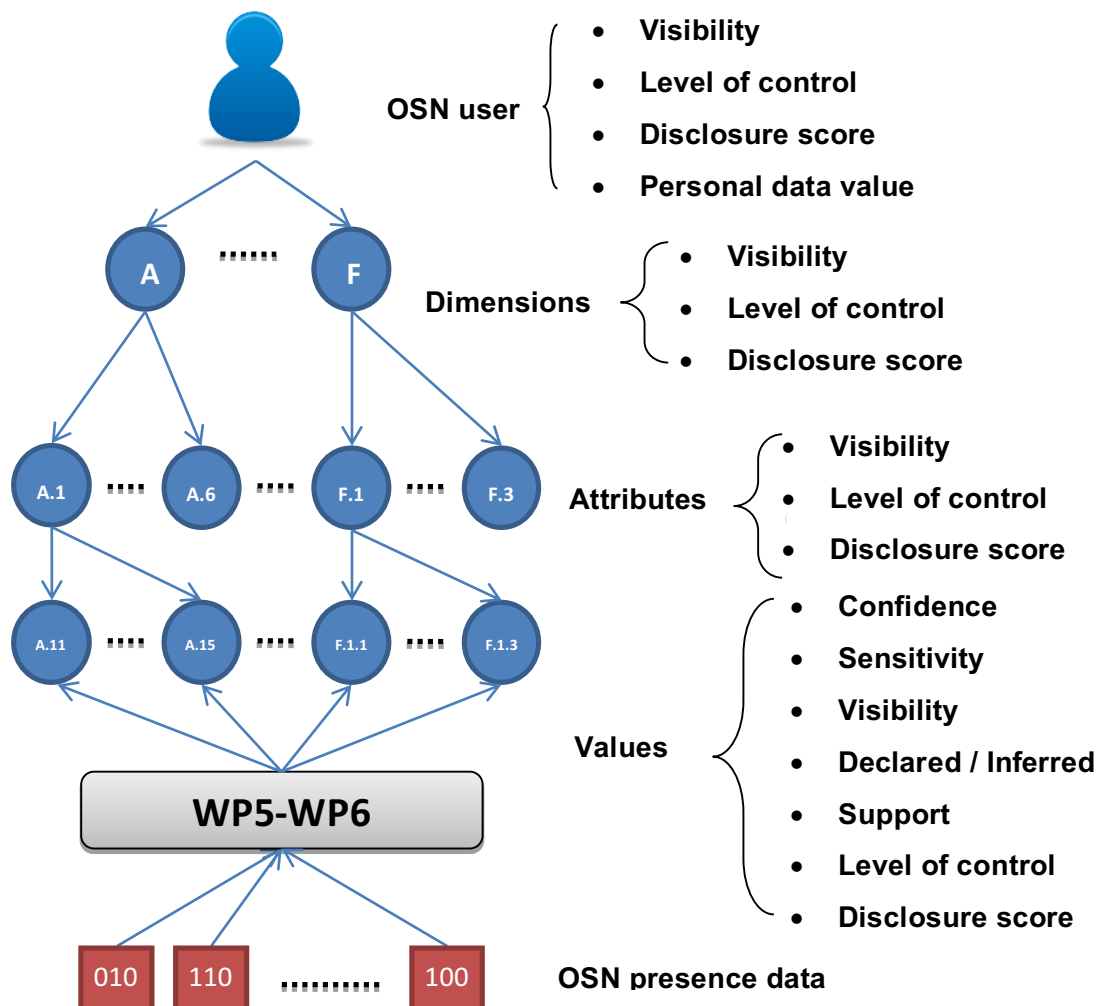 • Visibility
• Level of control
OSN user
• Disclosure score
• Personal data value
A ...... F
• Visibility
Dimensions
• Level of control
• Disclosure score
A.1 ..... A.6 ..... F.1 ..... F.3
• Visibility
Attributes
• Level of control
• Disclosure score
A.11 ..... A.15 ..... F.1.1 ..... F.1.3
• Confidence
• Sensitivity
• Visibility
Values
• Declared / Inferred
• Support
• Level of control
• Disclosure score
WP5-WP6
010 110 .......... 100
OSN presence data